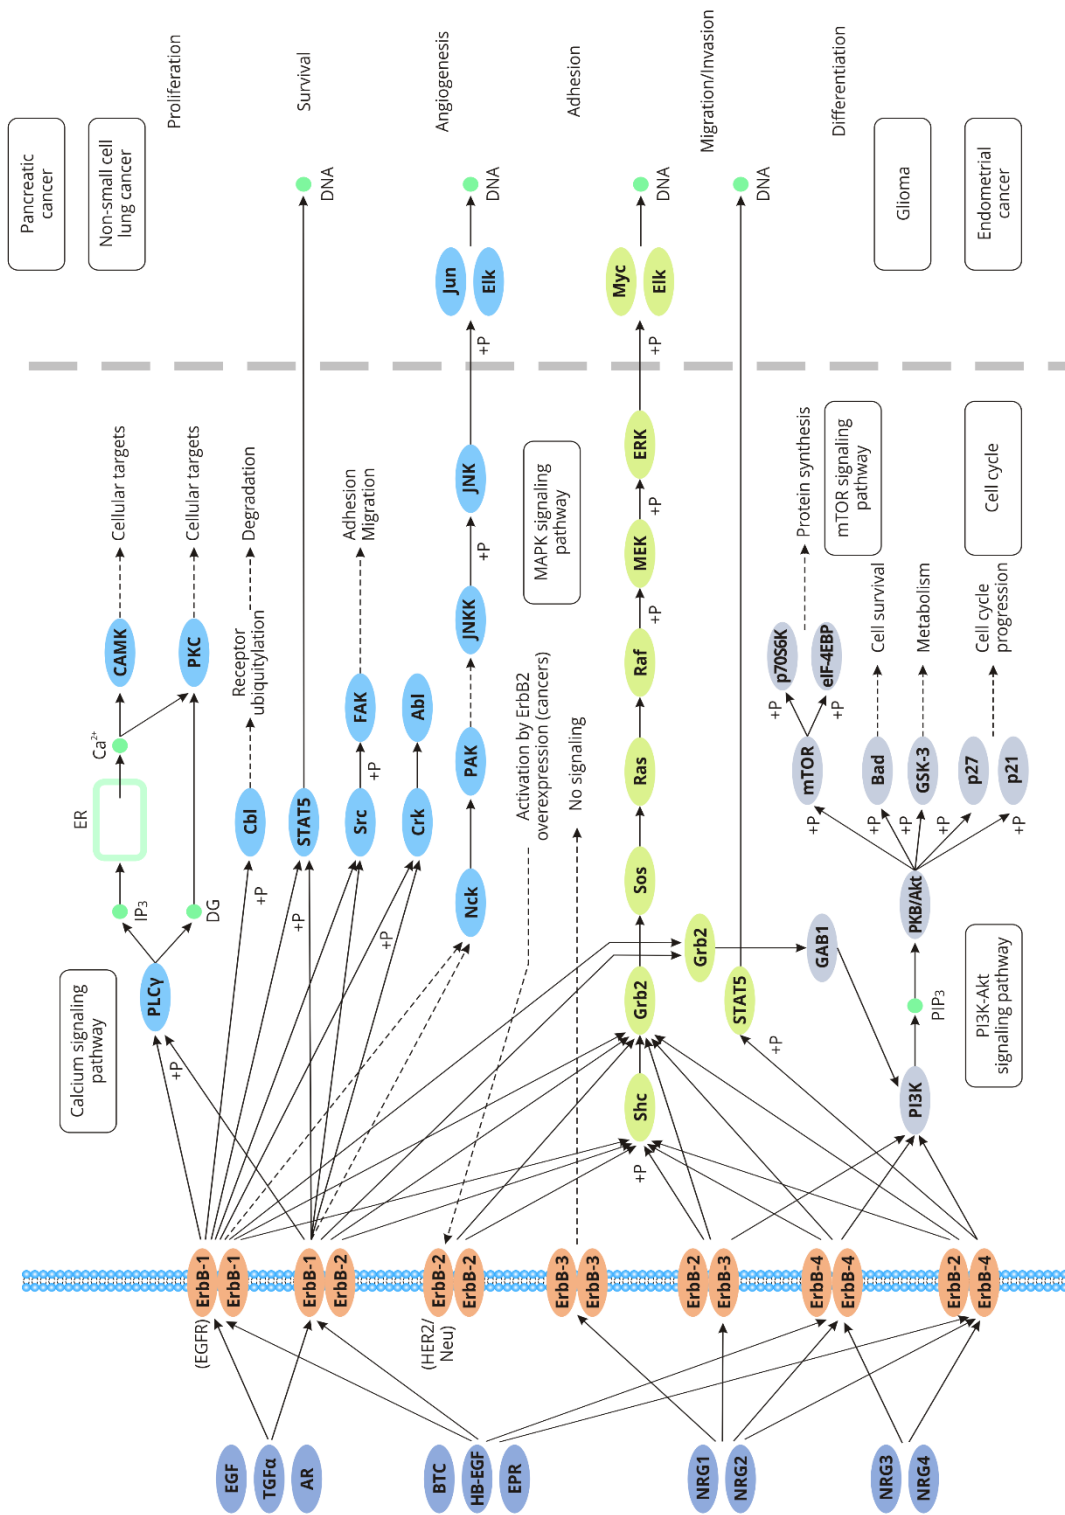 EGF
TGFα
AR
BTC
HB-EGF
EPR
NRG1
NRG2
NRG3
NRG4
(EGFR)
ErbB-1
ErbB-1
ErbB-1
ErbB-2
(HER2/
Neu)
ErbB-2
ErbB-2
ErbB-3
ErbB-3
ErbB-2
ErbB-3
ErbB-4
ErbB-4
ErbB-2
ErbB-4
Calcium signaling
pathway
PLCγ
+P
IP3
DG
ER
Ca2+
CAMK
PKC
Cellular targets
Cellular targets
+P
Cbl
Receptor
ubiquitylation
Degradation
+P
STAT5
DNA
Src
+P
FAK
Adhesion
Migration
+P
Crk
Abl
Nck
PAK
JNKK
+P
JNK
+P
Jun
Elk
DNA
Activation by ErbB2
overexpression (cancers)
MAPK signaling
pathway
No signaling
+P
Shc
Grb2
Sos
Ras
Raf
+P
MEK
+P
ERK
+P
Myc
Elk
DNA
Grb2
+P
STAT5
DNA
GAB1
PI3K
PIP3
PKB/Akt
PI3K-Akt
signaling pathway
+P
+P
+P
+P
+P
mTOR
Bad
GSK-3
p27
p21
+P
+P
p70S6K
eIF-4EBP
Protein synthesis
mTOR signaling
pathway
Cell survival
Metabolism
Cell cycle
progression
Cell cycle
Pancreatic
cancer
Non-small cell
lung cancer
Proliferation
Survival
Angiogenesis
Adhesion
Migration/Invasion
Differentiation
Glioma
Endometrial
cancer